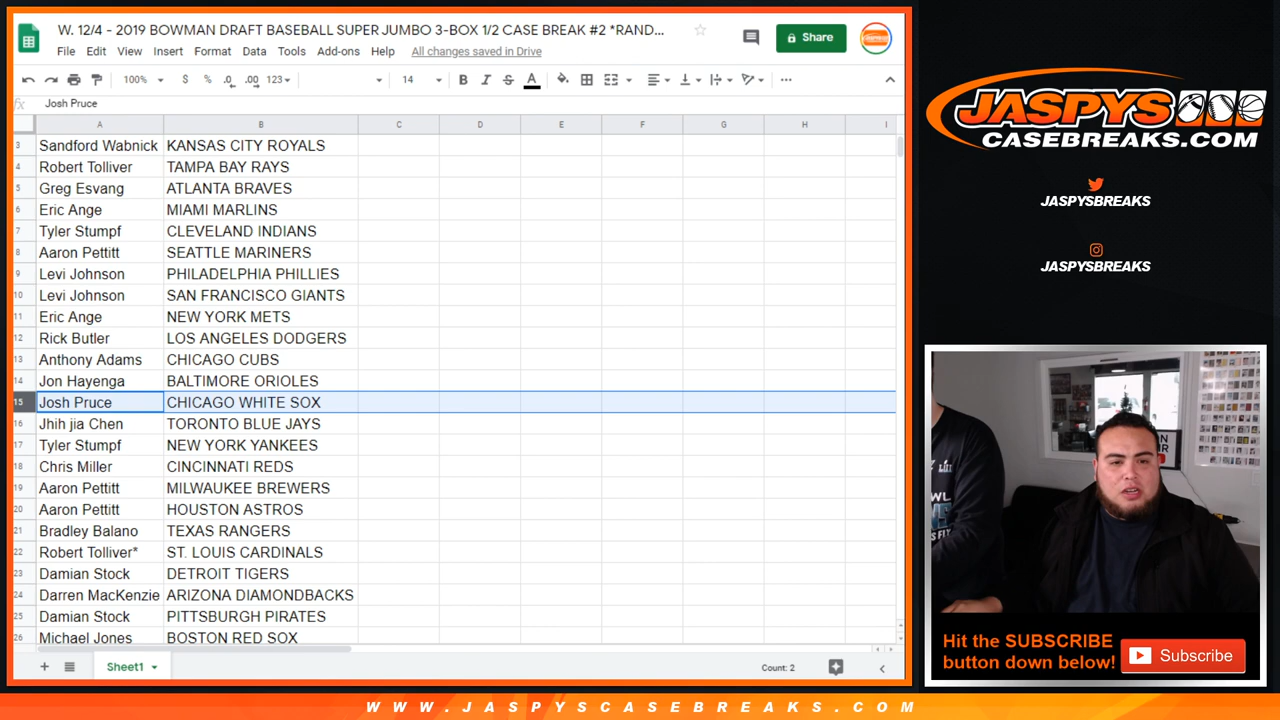 W. 12/4 - 2019 BOWMAN DRAFT BASEBALL SUPER JUMBO 3-BOX 1/2 CASE BREAK #2 *RAND...
File Edit View Insert Format Data Tools Add-ons Help All changes saved in Drive
Share
100% $ % .0 .00 123 14 B I S A
fx Josh Pruce
A B C D E F G H I
3 Sandford Wabnick KANSAS CITY ROYALS
4 Robert Tolliver TAMPA BAY RAYS
5 Greg Esvang ATLANTA BRAVES
6 Eric Ange MIAMI MARLINS
7 Tyler Stumpf CLEVELAND INDIANS
8 Aaron Pettitt SEATTLE MARINERS
9 Levi Johnson PHILADELPHIA PHILLIES
10 Levi Johnson SAN FRANCISCO GIANTS
11 Eric Ange NEW YORK METS
12 Rick Butler LOS ANGELES DODGERS
13 Anthony Adams CHICAGO CUBS
14 Jon Hayenga BALTIMORE ORIOLES
15 Josh Pruce CHICAGO WHITE SOX
16 Jhih jia Chen TORONTO BLUE JAYS
17 Tyler Stumpf NEW YORK YANKEES
18 Chris Miller CINCINNATI REDS
19 Aaron Pettitt MILWAUKEE BREWERS
20 Aaron Pettitt HOUSTON ASTROS
21 Bradley Balano TEXAS RANGERS
22 Robert Tolliver* ST. LOUIS CARDINALS
23 Damian Stock DETROIT TIGERS
24 Darren MacKenzie ARIZONA DIAMONDBACKS
25 Damian Stock PITTSBURGH PIRATES
26 Michael Jones BOSTON RED SOX
Sheet1
Count: 2
JASPYS
CASEBREAKS.COM
JASPYSBREAKS
JASPYSBREAKS
Hit the SUBSCRIBE
button down below!
Subscribe
WWW.JASPYSCASEBREAKS.COM